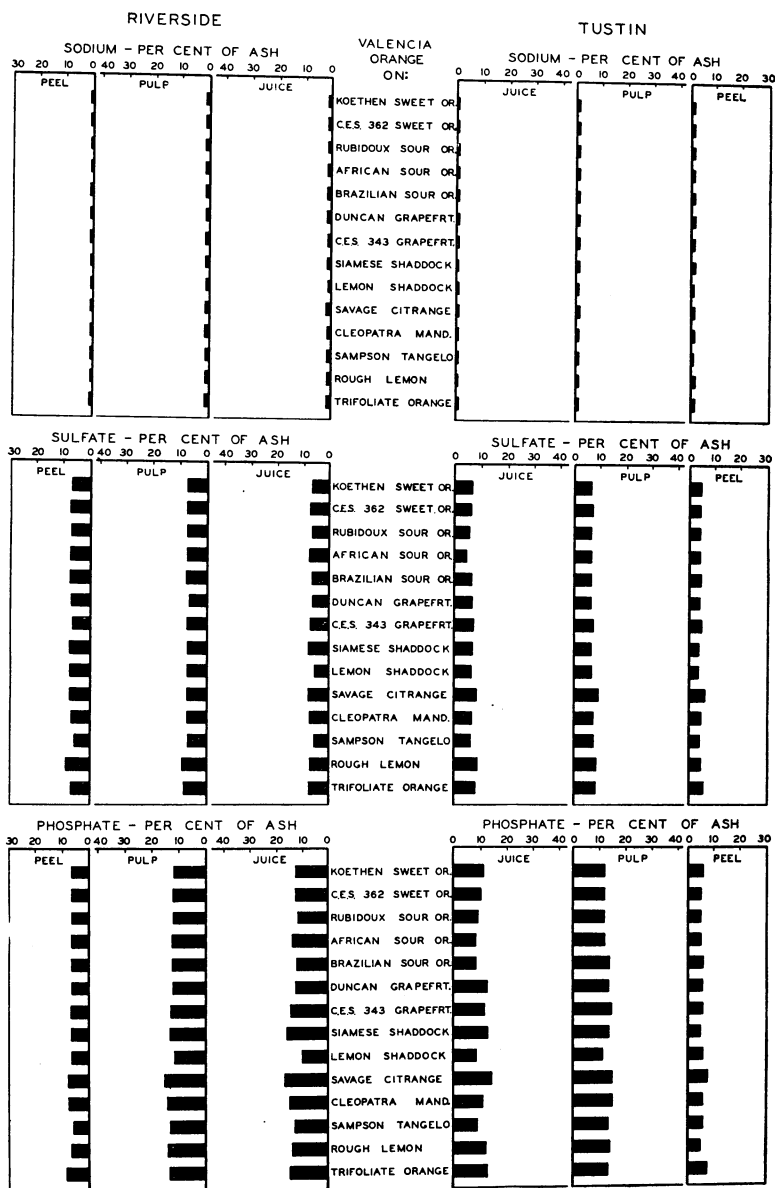 RIVERSIDE
TUSTIN
SODIUM - PER CENT OF ASH
VALENCIA
ORANGE
ON:
SODIUM - PER CENT OF ASH
30 20 10 0 30 20 10 0 40 30 20 10 0
0 10 20 30 40 0 10 20 30 40 0 10 20 30
PEEL PULP JUICE
JUICE PULP PEEL
KOETHEN SWEET OR.
C.E.S. 362 SWEET OR.
RUBIDOUX SOUR OR.
AFRICAN SOUR OR.
BRAZILIAN SOUR OR.
DUNCAN GRAPEFRT.
C.E.S. 343 GRAPEFRT.
SIAMESE SHADDOCK
LEMON SHADDOCK
SAVAGE CITRANGE
CLEOPATRA MAND.
SAMPSON TANGELO
ROUGH LEMON
TRIFOLIATE ORANGE
SULFATE - PER CENT OF ASH
SULFATE - PER CENT OF ASH
30 20 10 0 40 30 20 10 0 40 30 20 10 0
0 10 20 30 40 0 10 20 30 40 0 10 20 30
PEEL PULP JUICE
JUICE PULP PEEL
KOETHEN SWEET OR.
C.E.S. 362 SWEET OR.
RUBIDOUX SOUR OR.
AFRICAN SOUR OR.
BRAZILIAN SOUR OR.
DUNCAN GRAPEFRT.
C.E.S. 343 GRAPEFRT.
SIAMESE SHADDOCK
LEMON SHADDOCK
SAVAGE CITRANGE
CLEOPATRA MAND.
SAMPSON TANGELO
ROUGH LEMON
TRIFOLIATE ORANGE
PHOSPHATE - PER CENT OF ASH
PHOSPHATE - PER CENT OF ASH
30 20 10 0 30 20 10 0 40 30 20 10 0
0 10 20 30 40 0 10 20 30 40 0 10 20 30
PEEL PULP JUICE
JUICE PULP PEEL
KOETHEN SWEET OR.
C.E.S. 362 SWEET OR.
RUBIDOUX SOUR OR.
AFRICAN SOUR OR.
BRAZILIAN SOUR OR.
DUNCAN GRAPEFRT.
C.E.S. 343 GRAPEFRT.
SIAMESE SHADDOCK
LEMON SHADDOCK
SAVAGE CITRANGE
CLEOPATRA MAND.
SAMPSON TANGELO
ROUGH LEMON
TRIFOLIATE ORANGE